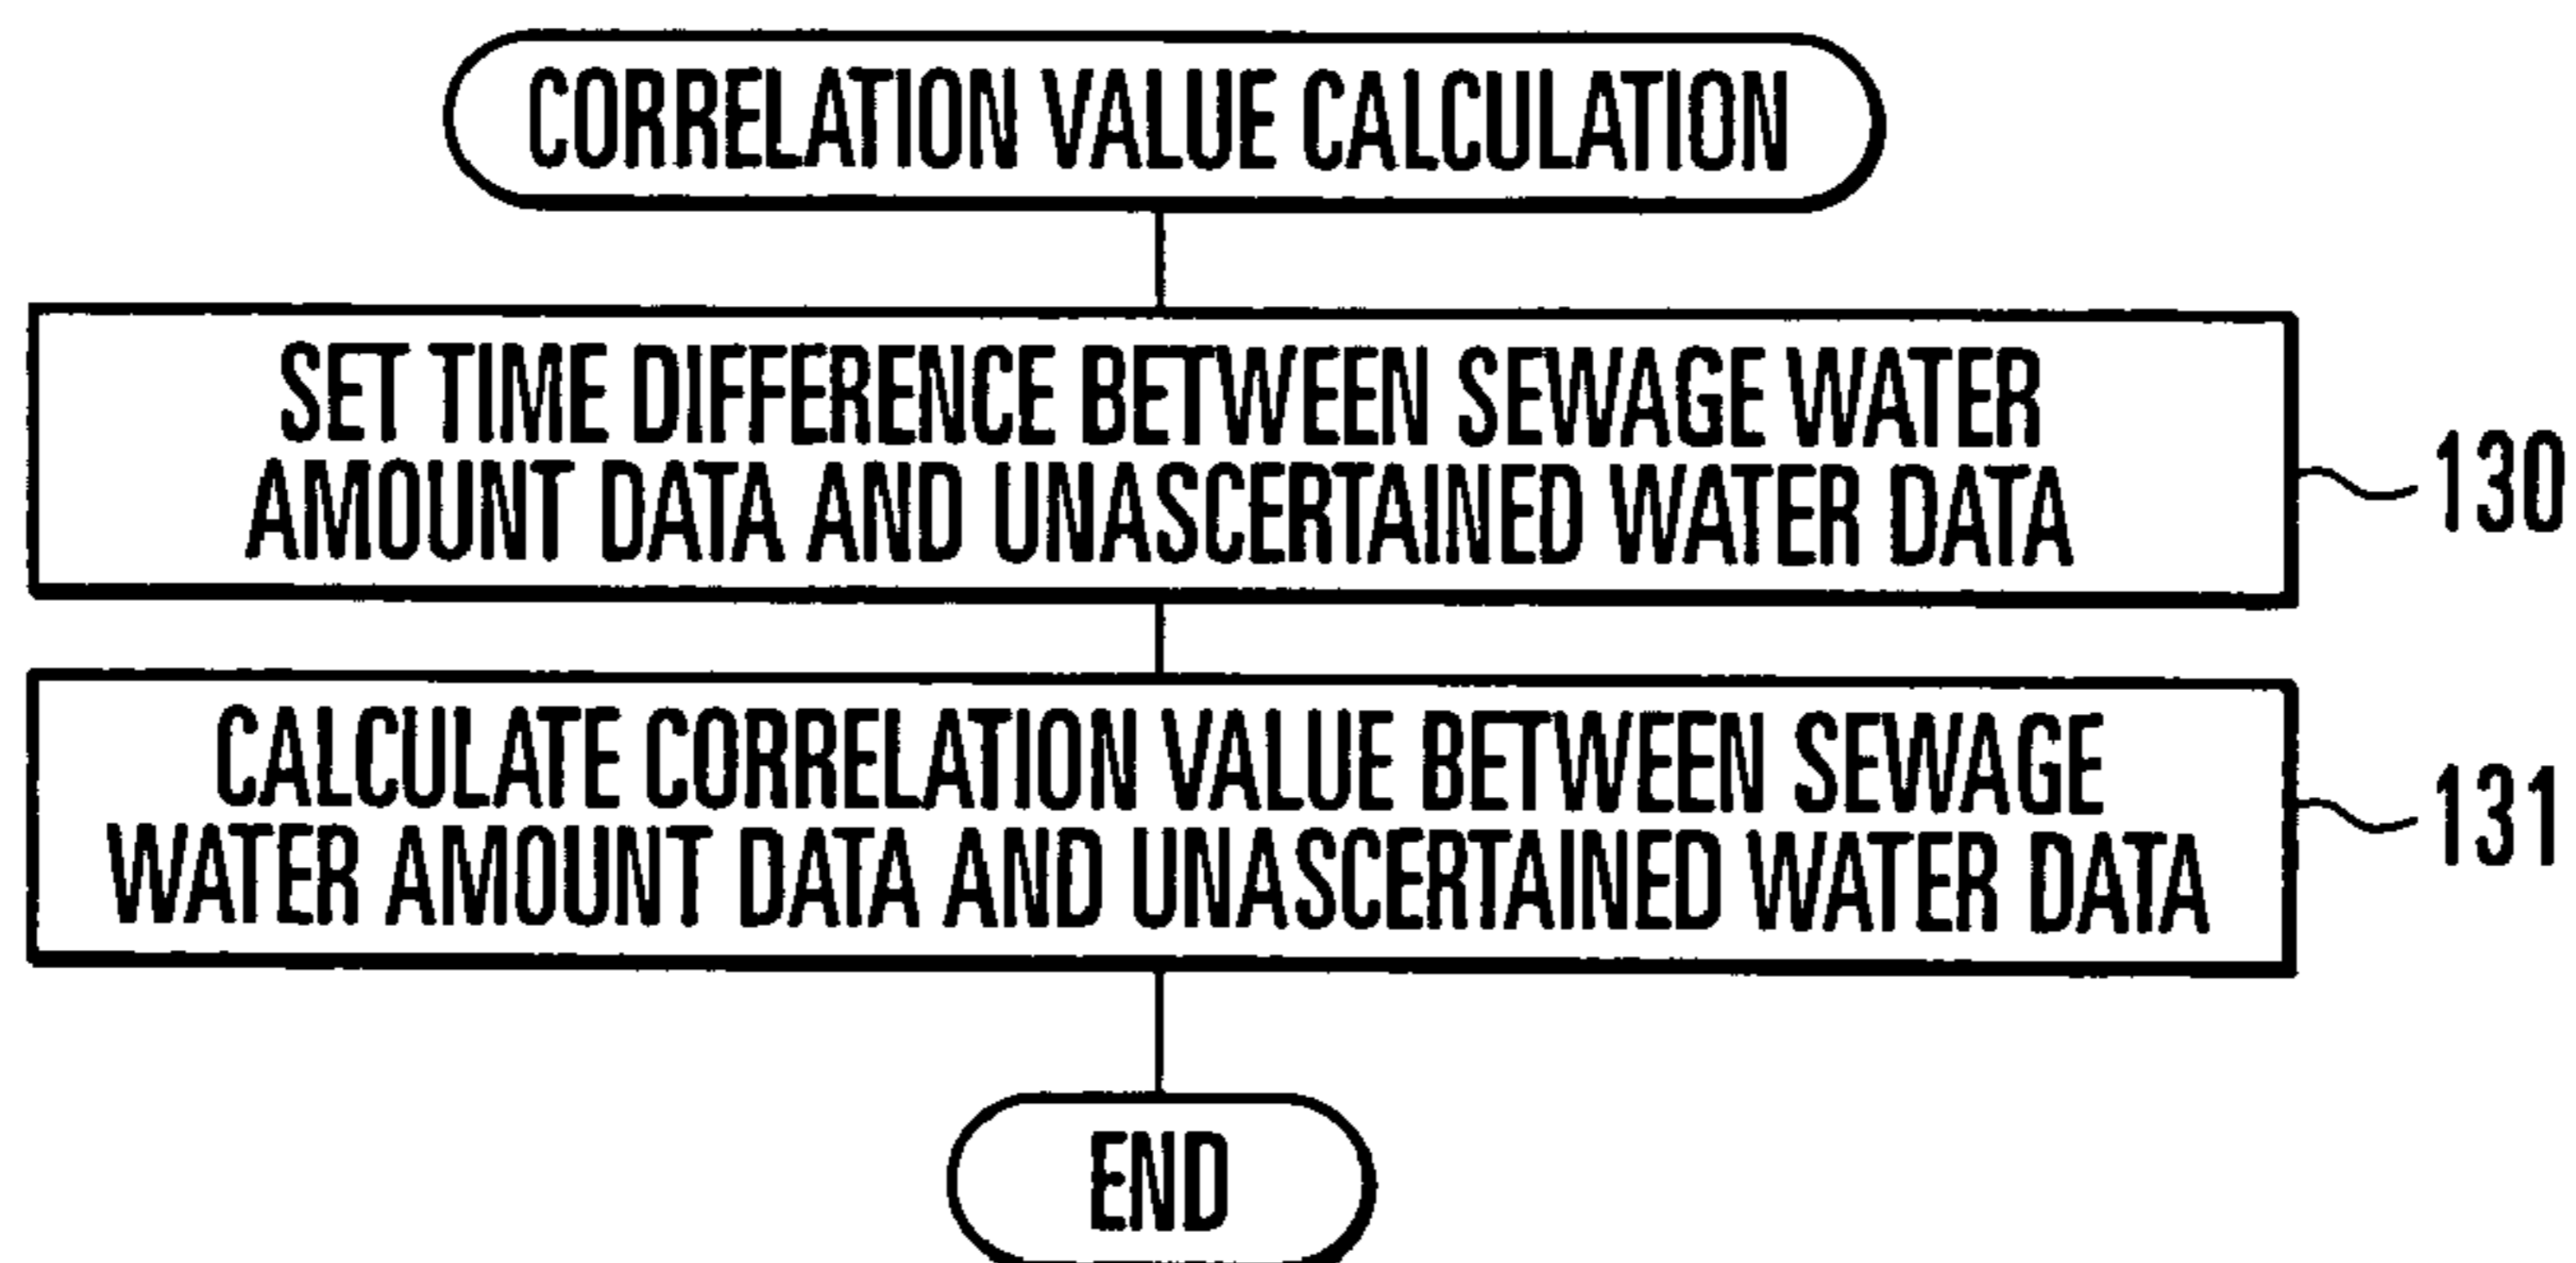 CORRELATION VALUE CALCULATION
SET TIME DIFFERENCE BETWEEN SEWAGE WATER
AMOUNT DATA AND UNASCERTAINED WATER DATA
130
CALCULATE CORRELATION VALUE BETWEEN SEWAGE
WATER AMOUNT DATA AND UNASCERTAINED WATER DATA
131
END